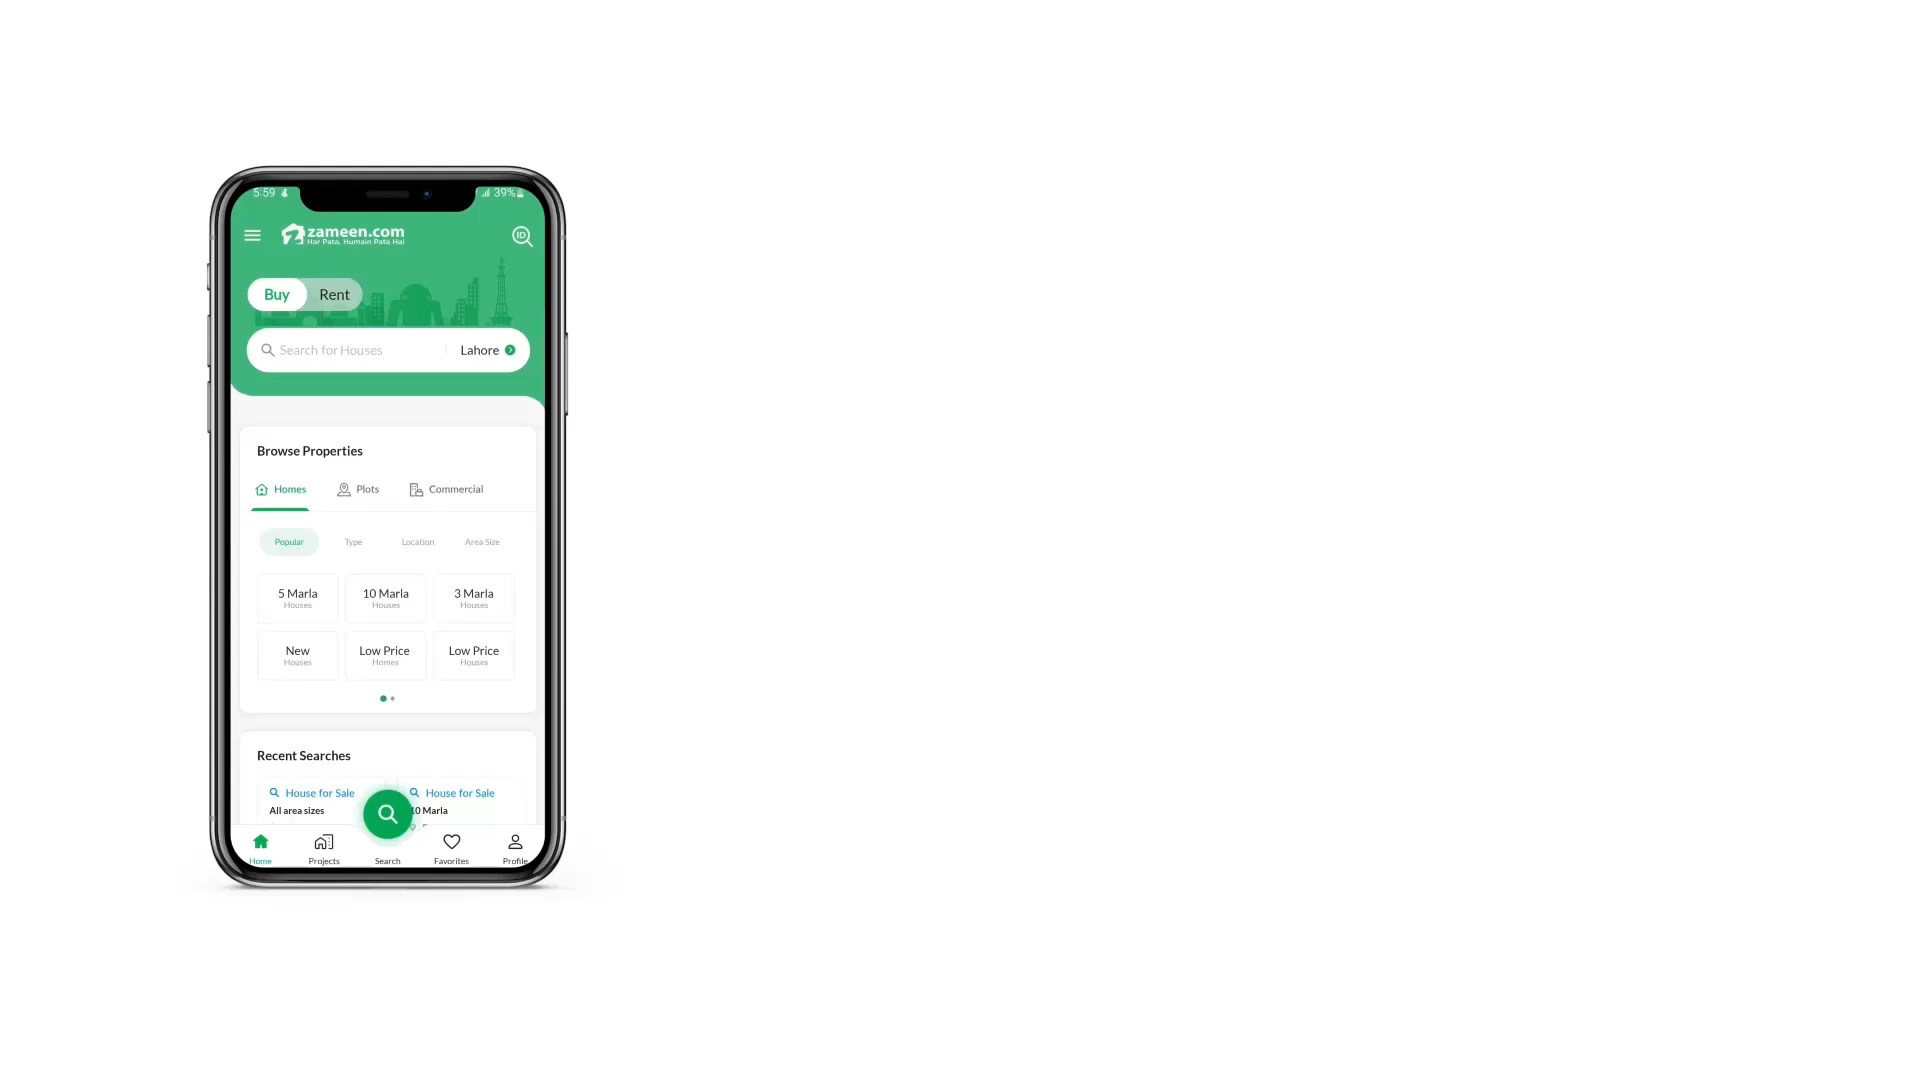 5:59
39%
zameen.com
Har Pata, Humain Pata Hai
ID
Buy Rent
Search for Houses Lahore
Browse Properties
Homes Plots Commercial
Popular Type Location Area Size
5 Marla 10 Marla 3 Marla
Houses Houses Houses
New Low Price Low Price
Houses Homes Houses
Recent Searches
House for Sale House for Sale
All area sizes 10 Marla
Home Projects Search Favorites Profile